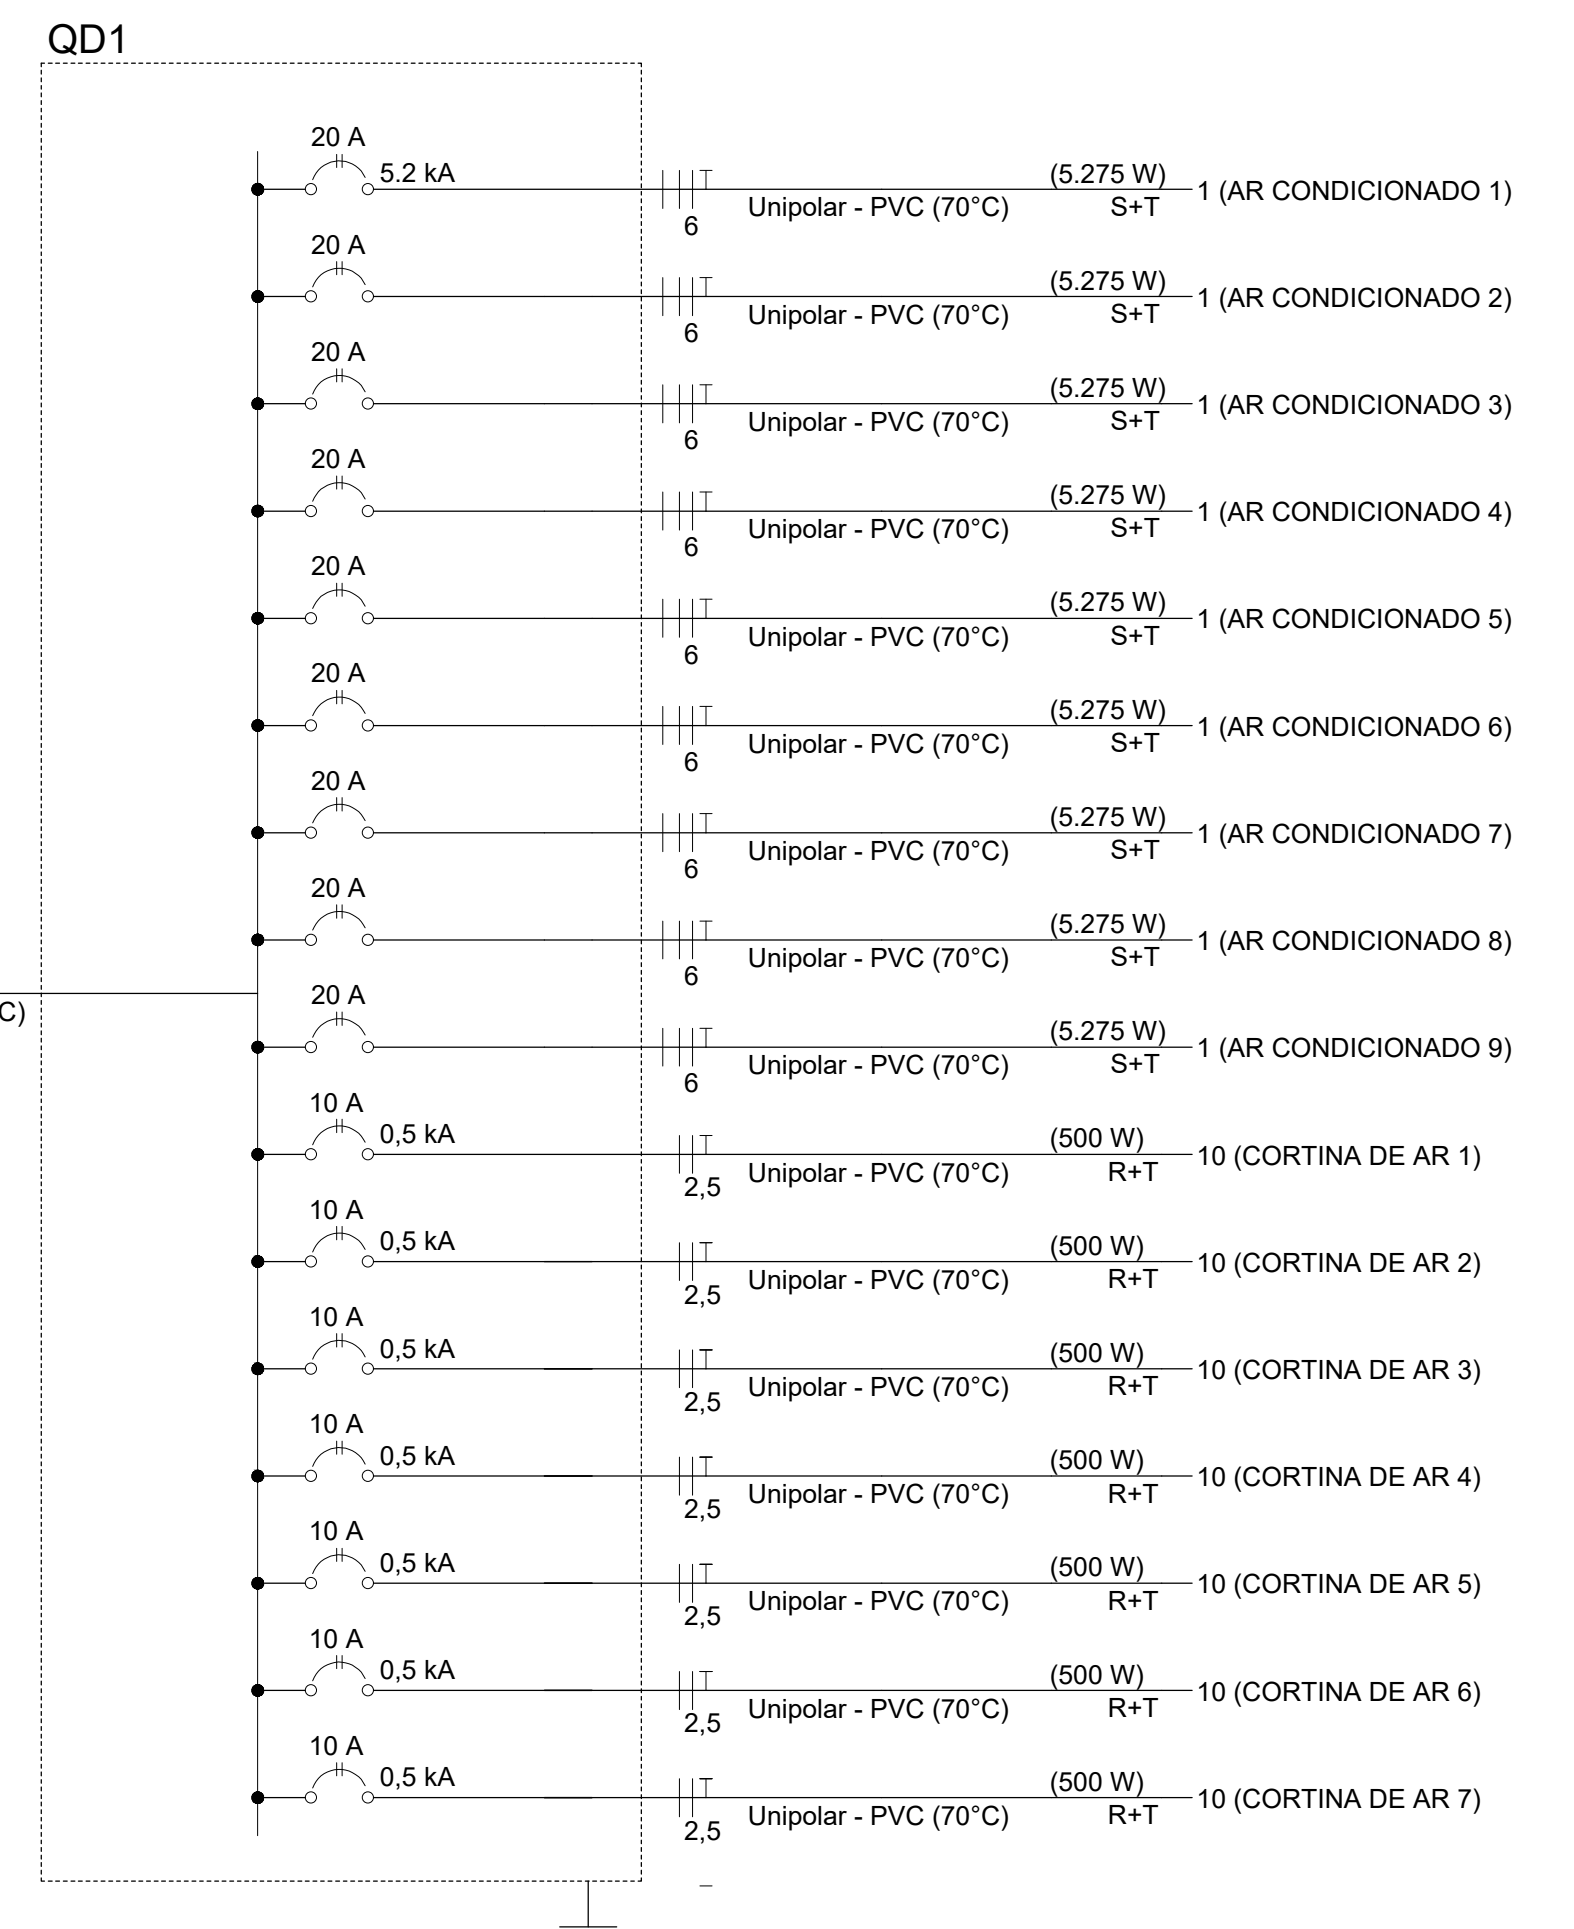 QD1
20 A
5.2 kA
(5.275 W)
1 (AR CONDICIONADO 1)
6
Unipolar - PVC (70°C)
S+T
20 A
(5.275 W)
1 (AR CONDICIONADO 2)
6
Unipolar - PVC (70°C)
S+T
20 A
(5.275 W)
1 (AR CONDICIONADO 3)
6
Unipolar - PVC (70°C)
S+T
20 A
(5.275 W)
1 (AR CONDICIONADO 4)
6
Unipolar - PVC (70°C)
S+T
20 A
(5.275 W)
1 (AR CONDICIONADO 5)
6
Unipolar - PVC (70°C)
S+T
20 A
(5.275 W)
1 (AR CONDICIONADO 6)
6
Unipolar - PVC (70°C)
S+T
20 A
(5.275 W)
1 (AR CONDICIONADO 7)
6
Unipolar - PVC (70°C)
S+T
20 A
(5.275 W)
1 (AR CONDICIONADO 8)
6
Unipolar - PVC (70°C)
S+T
C)
20 A
(5.275 W)
1 (AR CONDICIONADO 9)
6
Unipolar - PVC (70°C)
S+T
10 A
0,5 kA
(500 W)
10 (CORTINA DE AR 1)
2,5
Unipolar - PVC (70°C)
R+T
10 A
0,5 kA
(500 W)
10 (CORTINA DE AR 2)
2,5
Unipolar - PVC (70°C)
R+T
10 A
0,5 kA
(500 W)
10 (CORTINA DE AR 3)
2,5
Unipolar - PVC (70°C)
R+T
10 A
0,5 kA
(500 W)
10 (CORTINA DE AR 4)
2,5
Unipolar - PVC (70°C)
R+T
10 A
0,5 kA
(500 W)
10 (CORTINA DE AR 5)
2,5
Unipolar - PVC (70°C)
R+T
10 A
0,5 kA
(500 W)
10 (CORTINA DE AR 6)
2,5
Unipolar - PVC (70°C)
R+T
10 A
0,5 kA
(500 W)
10 (CORTINA DE AR 7)
2,5
Unipolar - PVC (70°C)
R+T